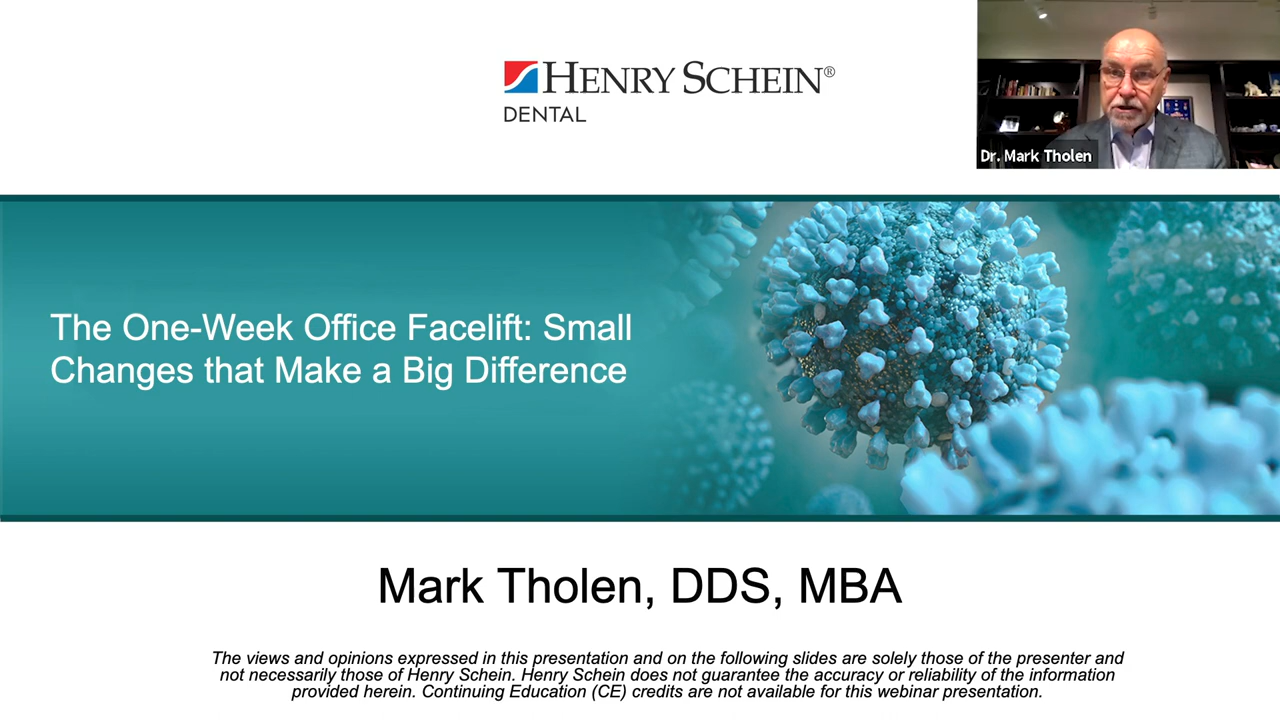 HENRY SCHEIN®
DENTAL
Dr. Mark Tholen
The One-Week Office Facelift: Small
Changes that Make a Big Difference
Mark Tholen, DDS, MBA
The views and opinions expressed in this presentation and on the following slides are solely those of the presenter and
not necessarily those of Henry Schein. Henry Schein does not guarantee the accuracy or reliability of the information
provided herein. Continuing Education (CE) credits are not available for this webinar presentation.